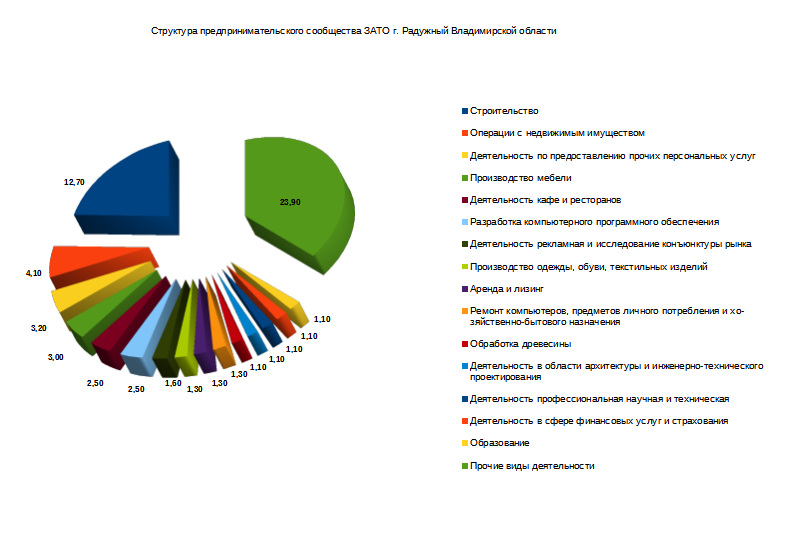 Структура предпринимательского сообщества ЗАТО г. Радужный Владимирской области
12,70
23,90
4,10
3,20
3,00
2,50
2,50
1,60
1,30
1,30
1,30
1,10
1,10
1,10
1,10
1,10
Строительство
Операции с недвижимым имуществом
Деятельность по предоставлению прочих персональных услуг
Производство мебели
Деятельность кафе и ресторанов
Разработка компьютерного программного обеспечения
Деятельность рекламная и исследование конъюнктуры рынка
Производство одежды, обуви, текстильных изделий
Аренда и лизинг
Ремонт компьютеров, предметов личного потребления и хо-
зяйственно-бытового назначения
Обработка древесины
Деятельность в области архитектуры и инженерно-технического
проектирования
Деятельность профессиональная научная и техническая
Деятельность в сфере финансовых услуг и страхования
Образование
Прочие виды деятельности